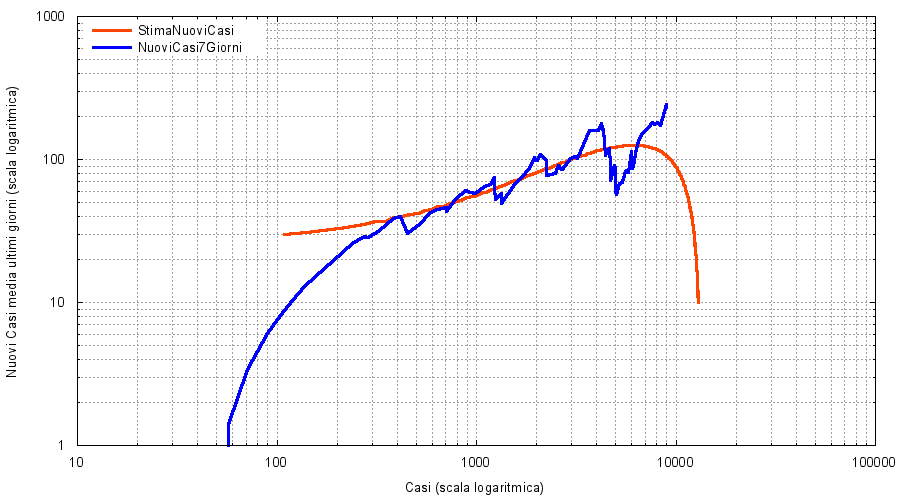 1000
StimaNuoviCasi
NuoviCasi7Giorni
100
10
1
Nuovi Casi media ultimi giorni (scala logaritmica)
10
100
1000
10000
100000
Casi (scala logaritmica)